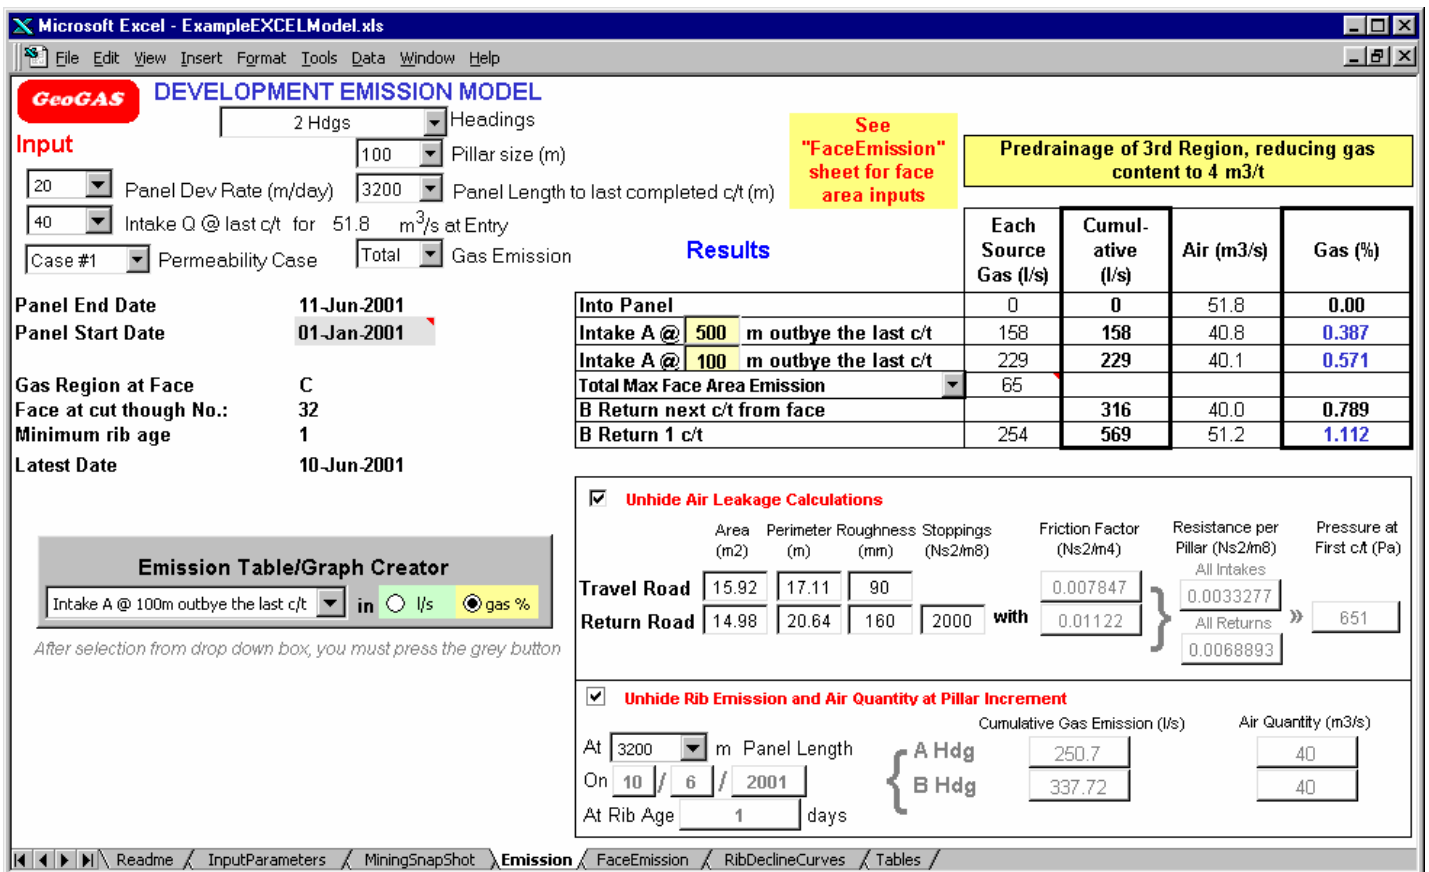 Microsoft Excel - ExampleEXCELModel.xls
File Edit View Insert Format Tools Data Window Help
GeoGAS DEVELOPMENT EMISSION MODEL
2 Hdgs Headings
Input
100 Pillar size (m)
20 Panel Dev Rate (m/day) 3200 Panel Length to last completed c/t (m)
40 Intake Q @ last c/t for 51.8 m3/s at Entry
Case #1 Permeability Case Total Gas Emission
See
"FaceEmission"
sheet for face
area inputs
Predrainage of 3rd Region, reducing gas
content to 4 m3/t
Results
Each Source Gas (l/s) Cumul-ative (l/s) Air (m3/s) Gas (%)
Into Panel 0 0 51.8 0.00
Intake A @ 500 m outbye the last c/t 158 158 40.8 0.387
Intake A @ 100 m outbye the last c/t 229 229 40.1 0.571
Total Max Face Area Emission 65
B Return next c/t from face 316 40.0 0.789
B Return 1 c/t 254 569 51.2 1.112
Panel End Date 11-Jun-2001
Panel Start Date 01-Jan-2001
Gas Region at Face C
Face at cut though No.: 32
Minimum rib age 1
Latest Date 10-Jun-2001
Emission Table/Graph Creator
Intake A @ 100m outbye the last c/t in l/s gas %
After selection from drop down box, you must press the grey button
Unhide Air Leakage Calculations
Area (m2) Perimeter (m) Roughness (mm) Stoppings (Ns2/m8) Friction Factor (Ns2/m4) Resistance per Pillar (Ns2/m8) Pressure at First c/t (Pa)
All Intakes
Travel Road 15.92 17.11 90 0.007847 0.0033277
Return Road 14.98 20.64 160 2000 with 0.01122 } All Returns » 651
0.0068893
Unhide Rib Emission and Air Quantity at Pillar Increment
Cumulative Gas Emission (l/s) Air Quantity (m3/s)
At 3200 m Panel Length { A Hdg 250.7 40
On 10 / 6 / 2001 B Hdg 337.72 40
At Rib Age 1 days
Readme InputParameters MiningSnapShot Emission FaceEmission RibDeclineCurves Tables